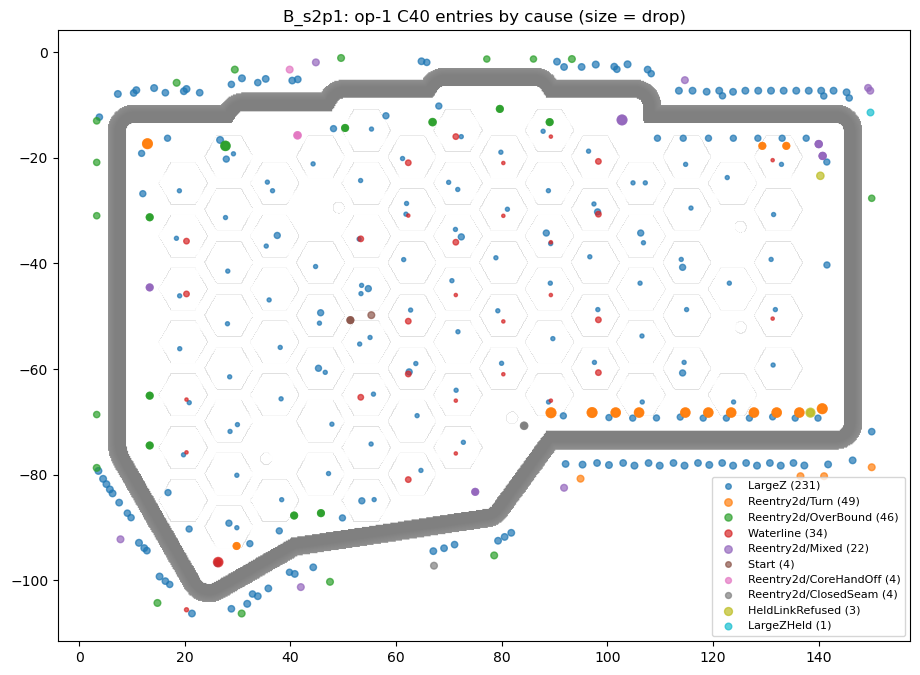 B_s2p1: op-1 C40 entries by cause (size = drop)
0
−20
−40
−60
−80
−100
0
20
40
60
80
100
120
140
LargeZ (231)
Reentry2d/Turn (49)
Reentry2d/OverBound (46)
Waterline (34)
Reentry2d/Mixed (22)
Start (4)
Reentry2d/CoreHandOff (4)
Reentry2d/ClosedSeam (4)
HeldLinkRefused (3)
LargeZHeld (1)